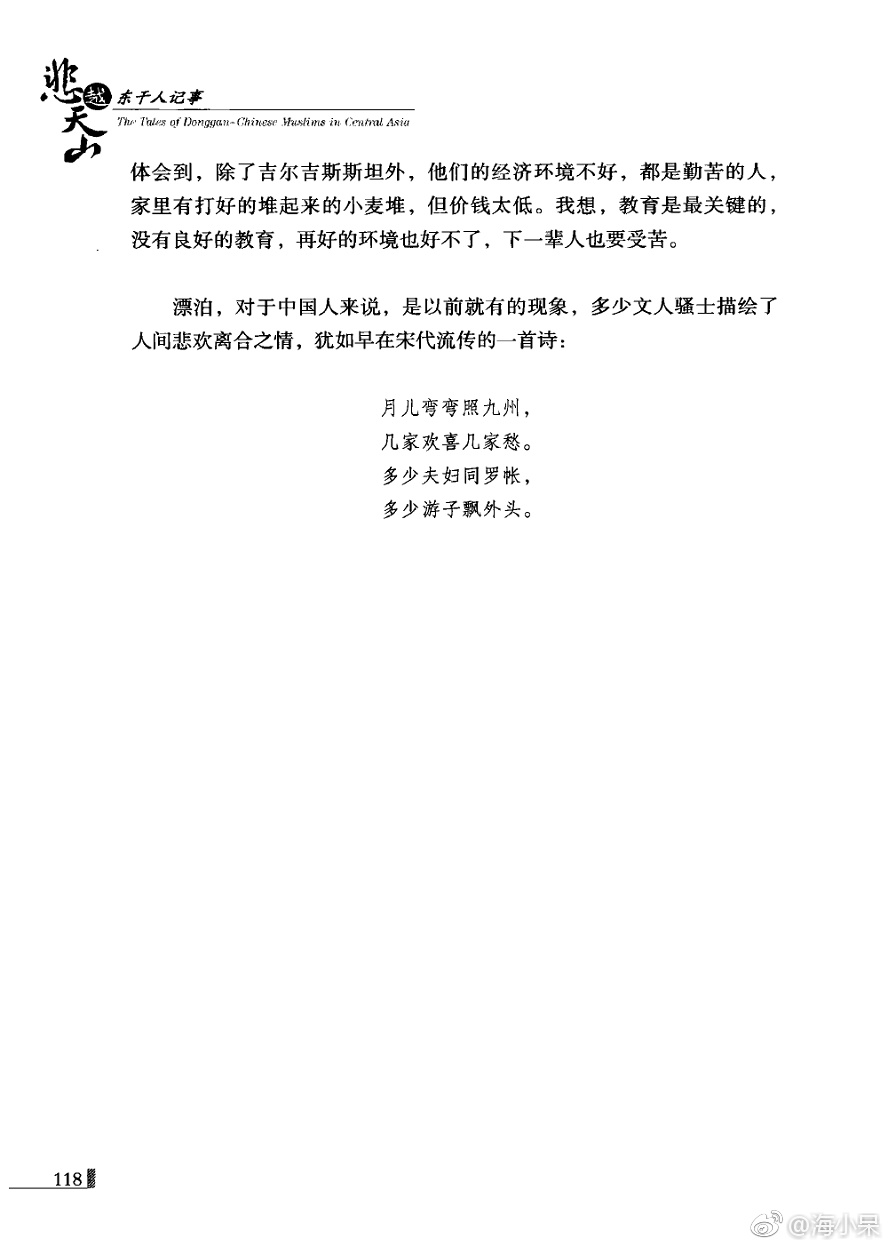 悲越天山
东干人记事
The Tales of Donggan-Chinese Muslims in Central Asia
体会到，除了吉尔吉斯斯坦外，他们的经济环境不好，都是勤苦的人，
家里有打好的堆起来的小麦堆，但价钱太低。我想，教育是最关键的，
没有良好的教育，再好的环境也好不了，下一辈人也要受苦。
漂泊，对于中国人来说，是以前就有的现象，多少文人骚士描绘了
人间悲欢离合之情，犹如早在宋代流传的一首诗：
月儿弯弯照九州，
几家欢喜几家愁。
多少夫妇同罗帐，
多少游子飘外头。
118
@海小呆